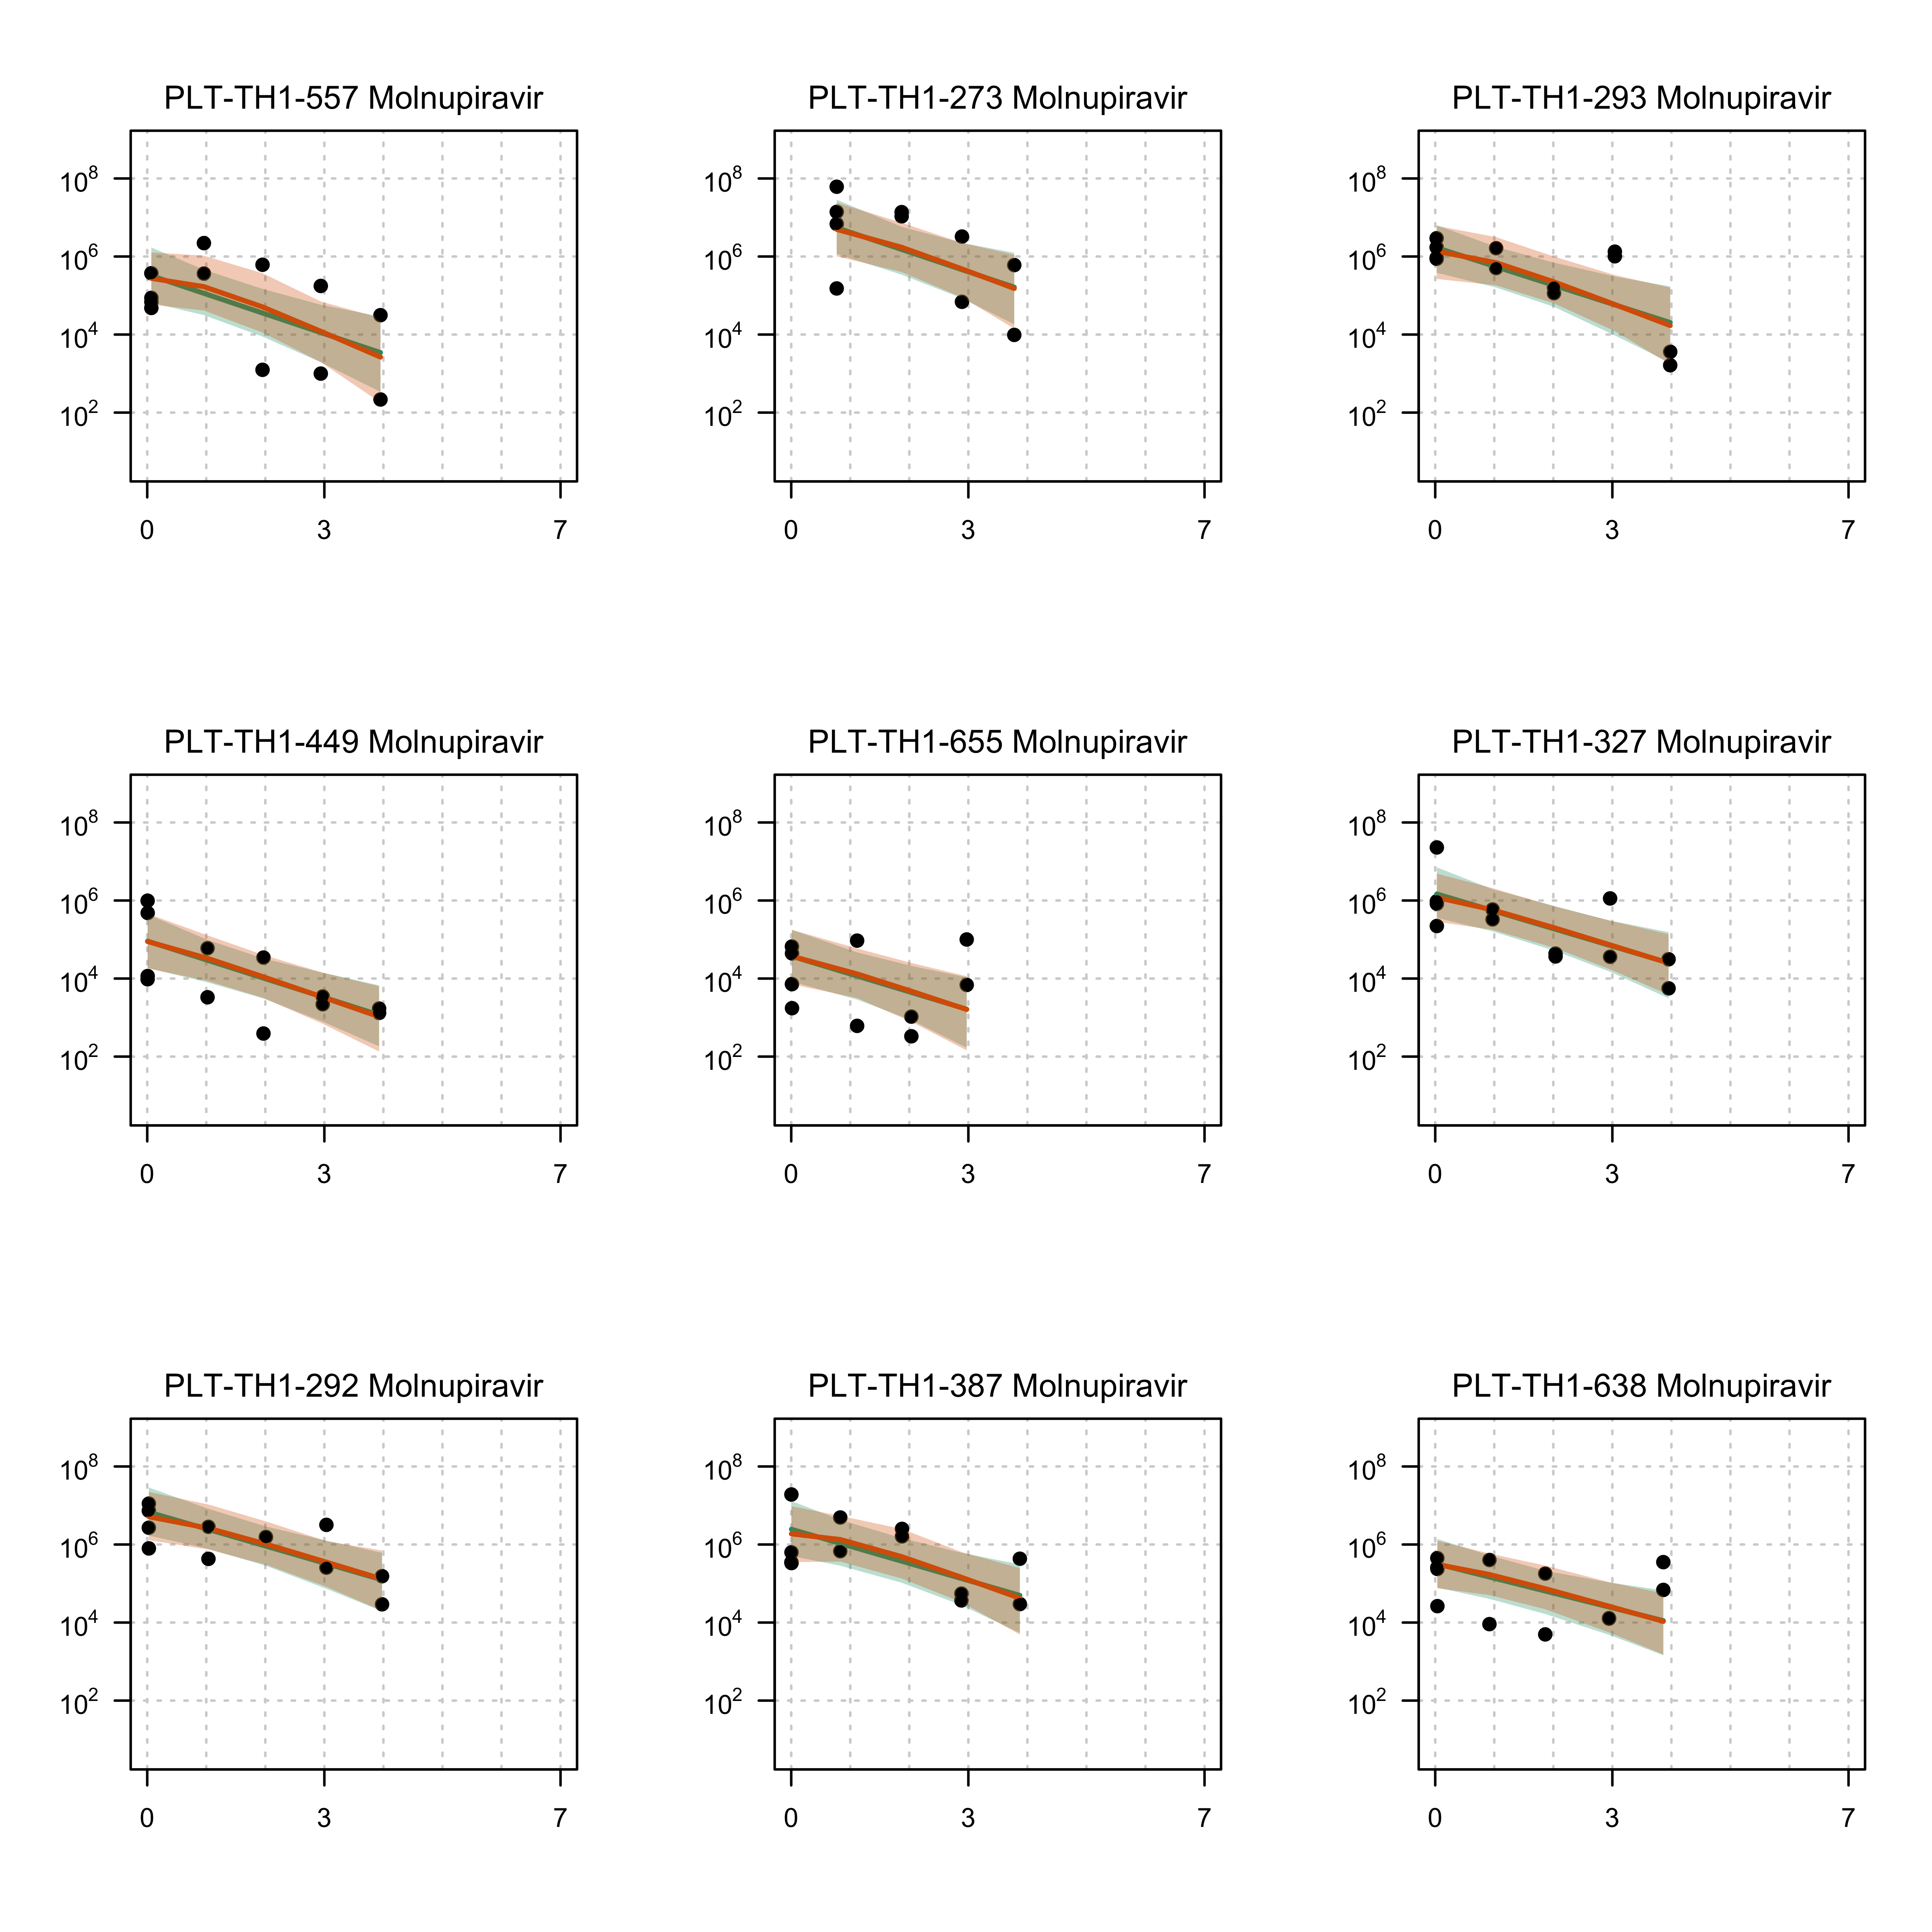 PLT-TH1-557 Molnupiravir
10^8
10^6
10^4
10^2
0 3 7
PLT-TH1-273 Molnupiravir
10^8
10^6
10^4
10^2
0 3 7
PLT-TH1-293 Molnupiravir
10^8
10^6
10^4
10^2
0 3 7
PLT-TH1-449 Molnupiravir
10^8
10^6
10^4
10^2
0 3 7
PLT-TH1-655 Molnupiravir
10^8
10^6
10^4
10^2
0 3 7
PLT-TH1-327 Molnupiravir
10^8
10^6
10^4
10^2
0 3 7
PLT-TH1-292 Molnupiravir
10^8
10^6
10^4
10^2
0 3 7
PLT-TH1-387 Molnupiravir
10^8
10^6
10^4
10^2
0 3 7
PLT-TH1-638 Molnupiravir
10^8
10^6
10^4
10^2
0 3 7